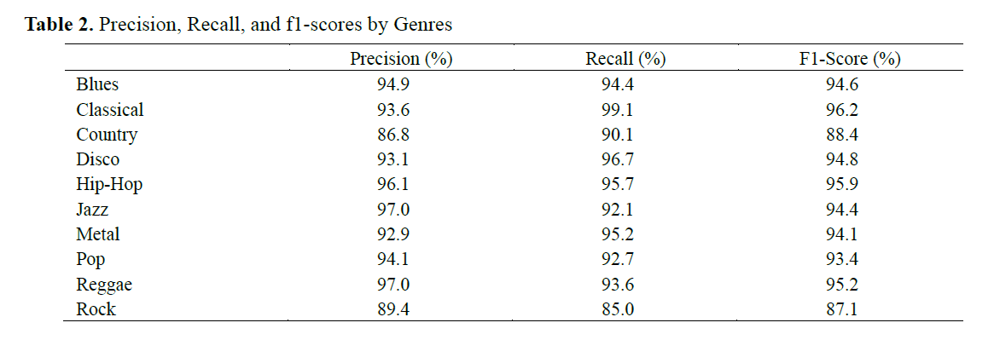 Table 2. Precision, Recall, and f1-scores by Genres
Precision (%) Recall (%) F1-Score (%)
Blues 94.9 94.4 94.6
Classical 93.6 99.1 96.2
Country 86.8 90.1 88.4
Disco 93.1 96.7 94.8
Hip-Hop 96.1 95.7 95.9
Jazz 97.0 92.1 94.4
Metal 92.9 95.2 94.1
Pop 94.1 92.7 93.4
Reggae 97.0 93.6 95.2
Rock 89.4 85.0 87.1